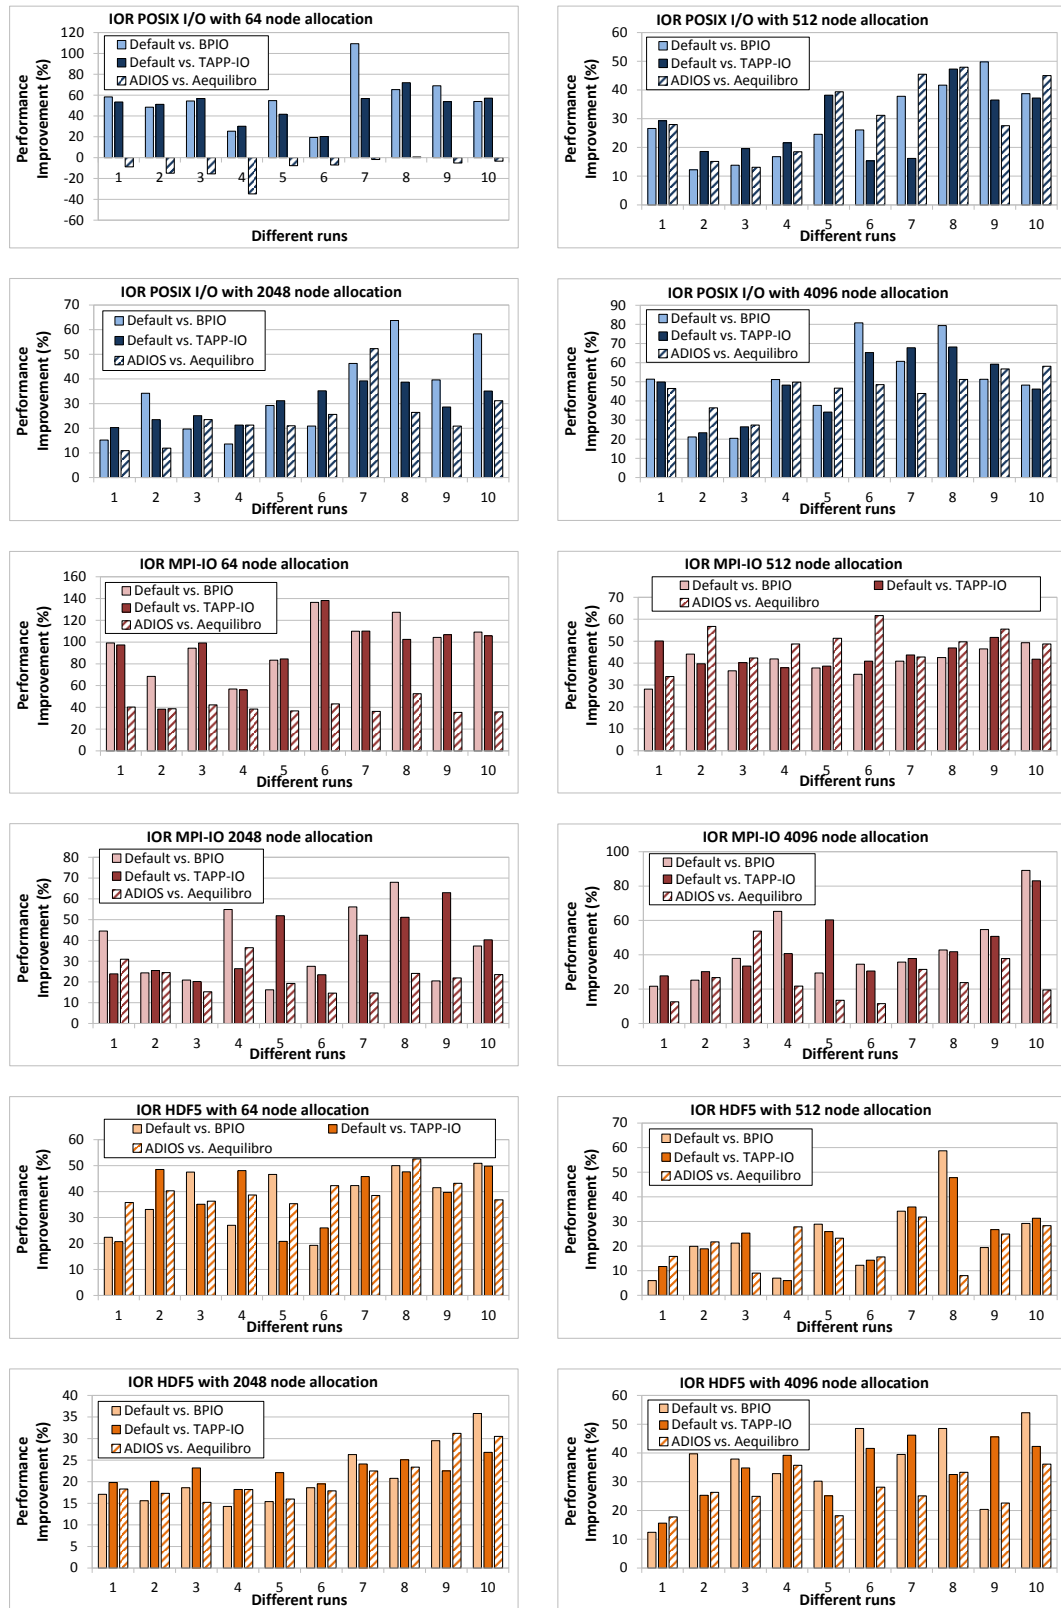 IOR POSIX I/O with 64 node allocation
Performance
Improvement (%)
120
100
80
60
40
20
0
-20
-40
-60
Default vs. BPIO
Default vs. TAPP-IO
ADIOS vs. Aequilibro
1 2 3 4 5 6 7 8 9 10
Different runs
IOR POSIX I/O with 512 node allocation
Performance
Improvement (%)
60
50
40
30
20
10
0
Default vs. BPIO
Default vs. TAPP-IO
ADIOS vs. Aequilibro
1 2 3 4 5 6 7 8 9 10
Different runs
IOR POSIX I/O with 2048 node allocation
Performance
Improvement (%)
70
60
50
40
30
20
10
0
Default vs. BPIO
Default vs. TAPP-IO
ADIOS vs. Aequilibro
1 2 3 4 5 6 7 8 9 10
Different runs
IOR POSIX I/O with 4096 node allocation
Performance
Improvement (%)
90
80
70
60
50
40
30
20
10
0
Default vs. BPIO
Default vs. TAPP-IO
ADIOS vs. Aequilibro
1 2 3 4 5 6 7 8 9 10
Different runs
IOR MPI-IO 64 node allocation
Performance
Improvement (%)
160
140
120
100
80
60
40
20
0
Default vs. BPIO
Default vs. TAPP-IO
ADIOS vs. Aequilibro
1 2 3 4 5 6 7 8 9 10
Different runs
IOR MPI-IO 512 node allocation
Performance
Improvement (%)
70
60
50
40
30
20
10
0
Default vs. BPIO Default vs. TAPP-IO
ADIOS vs. Aequilibro
1 2 3 4 5 6 7 8 9 10
Different runs
IOR MPI-IO 2048 node allocation
Performance
Improvement (%)
80
70
60
50
40
30
20
10
0
Default vs. BPIO
Default vs. TAPP-IO
ADIOS vs. Aequilibro
1 2 3 4 5 6 7 8 9 10
Different runs
IOR MPI-IO 4096 node allocation
Performance
Improvement (%)
100
80
60
40
20
0
Default vs. BPIO
Default vs. TAPP-IO
ADIOS vs. Aequilibro
1 2 3 4 5 6 7 8 9 10
Different runs
IOR HDF5 with 64 node allocation
Performance
Improvement (%)
60
50
40
30
20
10
0
Default vs. BPIO Default vs. TAPP-IO
ADIOS vs. Aequilibro
1 2 3 4 5 6 7 8 9 10
Different runs
IOR HDF5 with 512 node allocation
Performance
Improvement (%)
70
60
50
40
30
20
10
0
Default vs. BPIO
Default vs. TAPP-IO
ADIOS vs. Aequilibro
1 2 3 4 5 6 7 8 9 10
Different runs
IOR HDF5 with 2048 node allocation
Performance
Improvement (%)
40
35
30
25
20
15
10
5
0
Default vs. BPIO
Default vs. TAPP-IO
ADIOS vs. Aequilibro
1 2 3 4 5 6 7 8 9 10
Different runs
IOR HDF5 with 4096 node allocation
Performance
Improvement (%)
60
50
40
30
20
10
0
Default vs. BPIO
Default vs. TAPP-IO
ADIOS vs. Aequilibro
1 2 3 4 5 6 7 8 9 10
Different runs